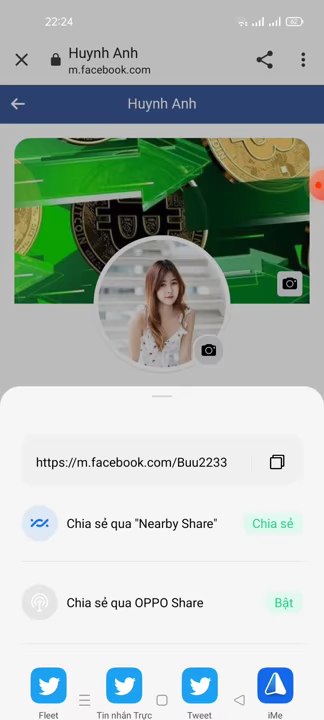 22:24
62
Huynh Anh
m.facebook.com
Huynh Anh
https://m.facebook.com/Buu2233
Chia sẻ qua "Nearby Share"
Chia sẻ
Chia sẻ qua OPPO Share
Bật
Fleet
Tin nhắn Trực
Tweet
iMe